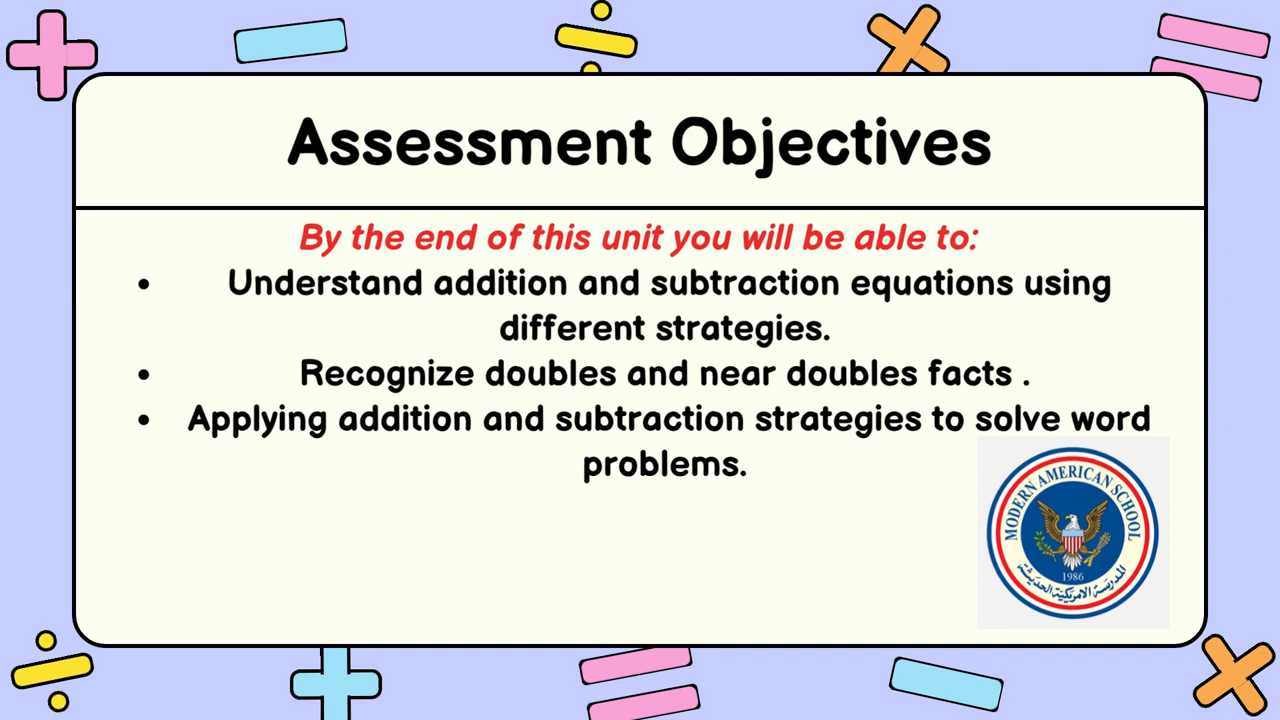 Assessment Objectives
By the end of this unit you will be able to:
• Understand addition and subtraction equations using
different strategies.
• Recognize doubles and near doubles facts .
• Applying addition and subtraction strategies to solve word
problems.
MODERN AMERICAN SCHOOL
1986
المدرسة الامريكية الحديثة